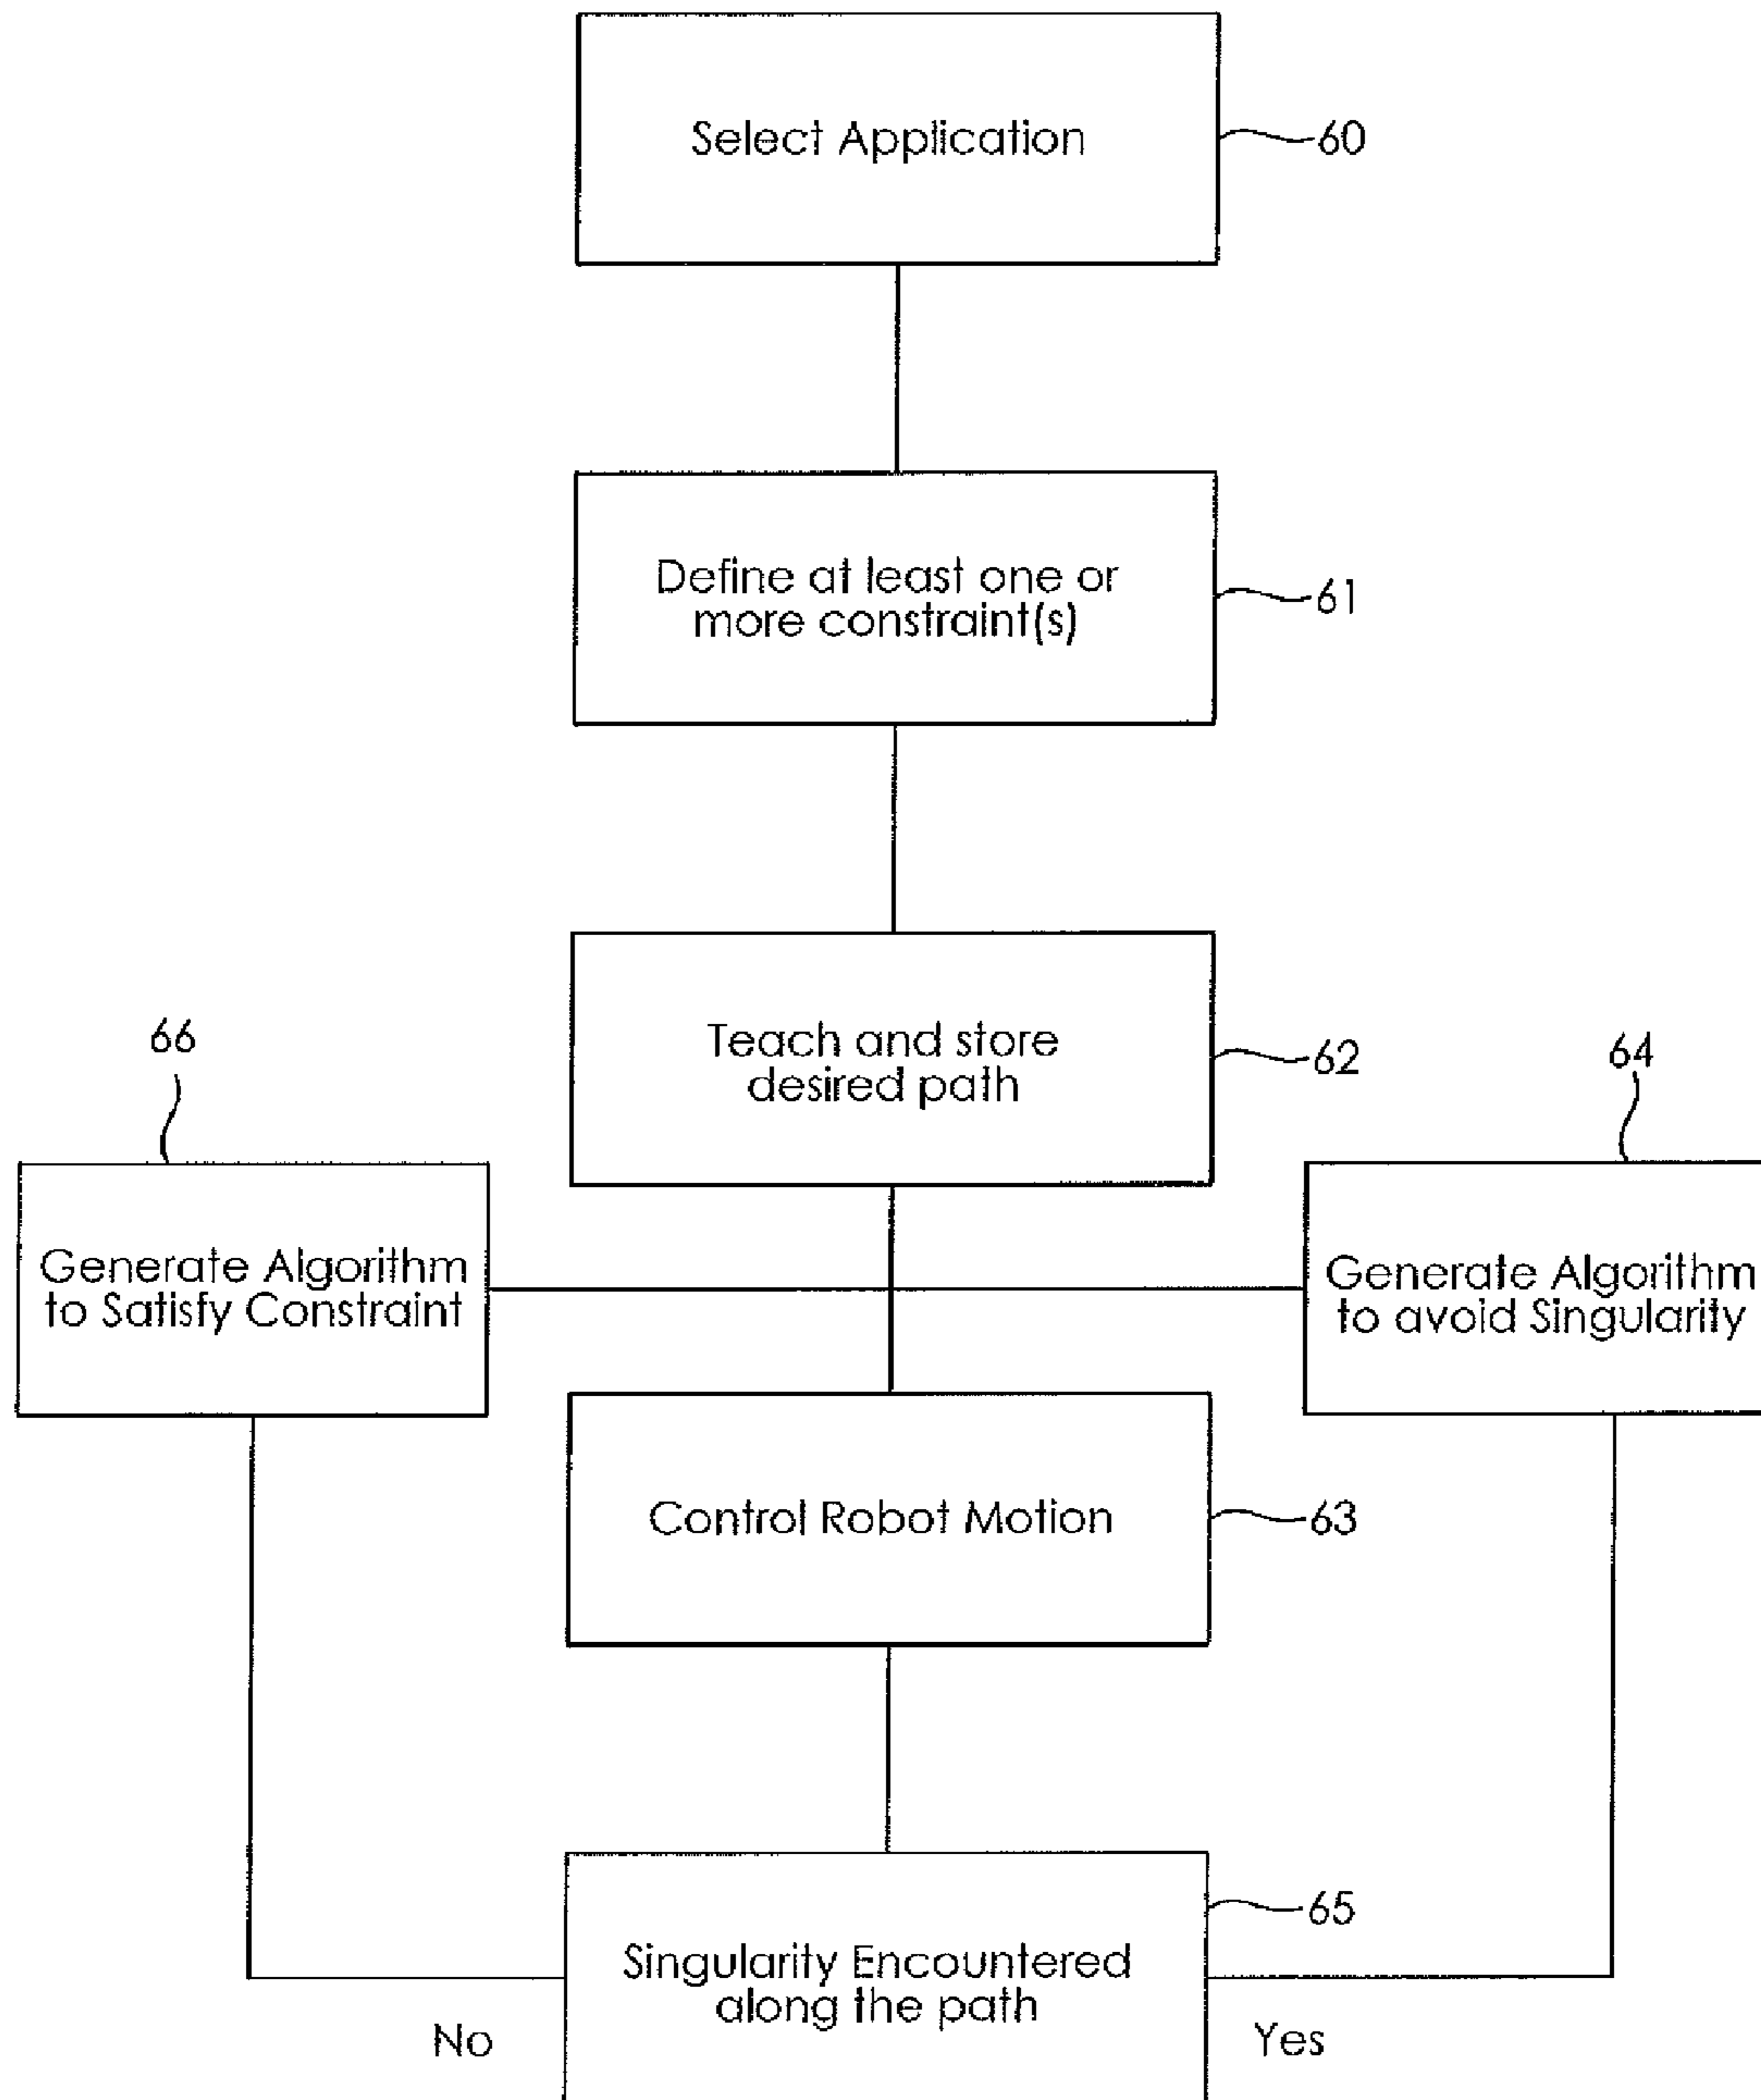 Select Application
60
Define at least one or
more constraint(s)
61
Teach and store
desired path
62
66
64
Generate Algorithm
to Satisfy Constraint
Generate Algorithm
to avoid Singularity
Control Robot Motion
63
65
Singularity Encountered
along the path
No
Yes